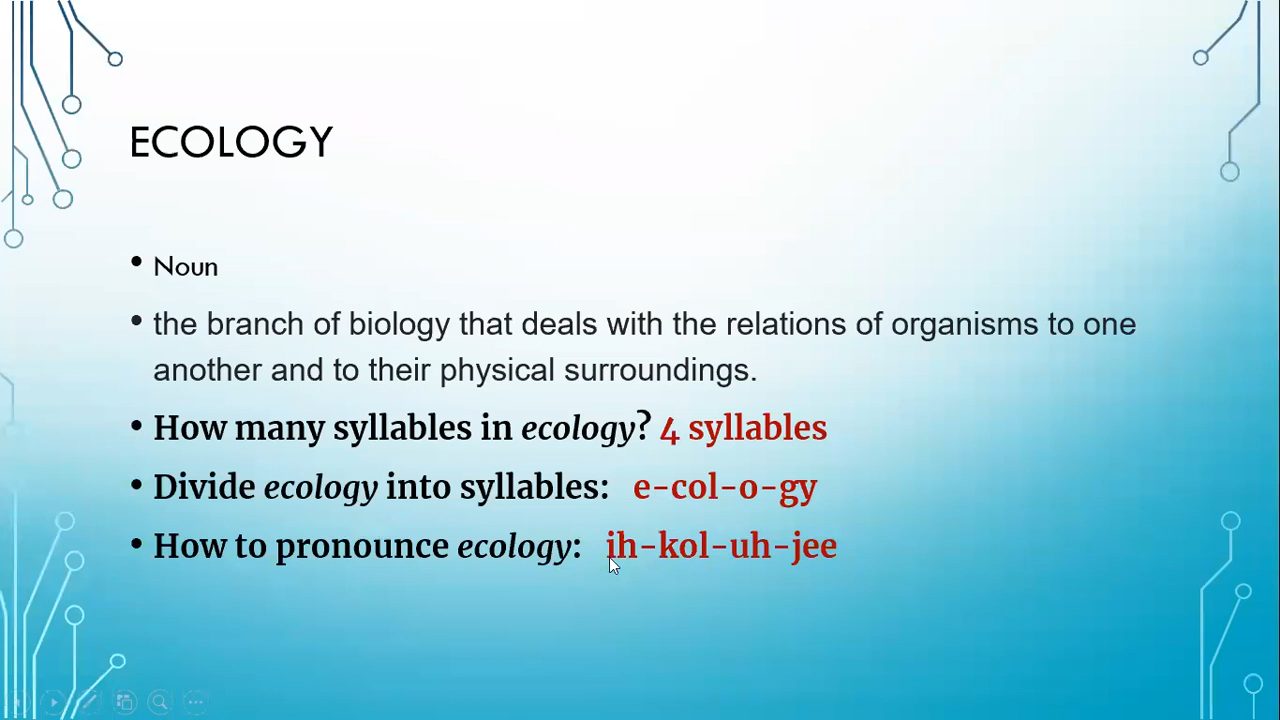 ECOLOGY
• Noun
• the branch of biology that deals with the relations of organisms to one
another and to their physical surroundings.
• How many syllables in ecology? 4 syllables
• Divide ecology into syllables: e-col-o-gy
• How to pronounce ecology: ih-kol-uh-jee